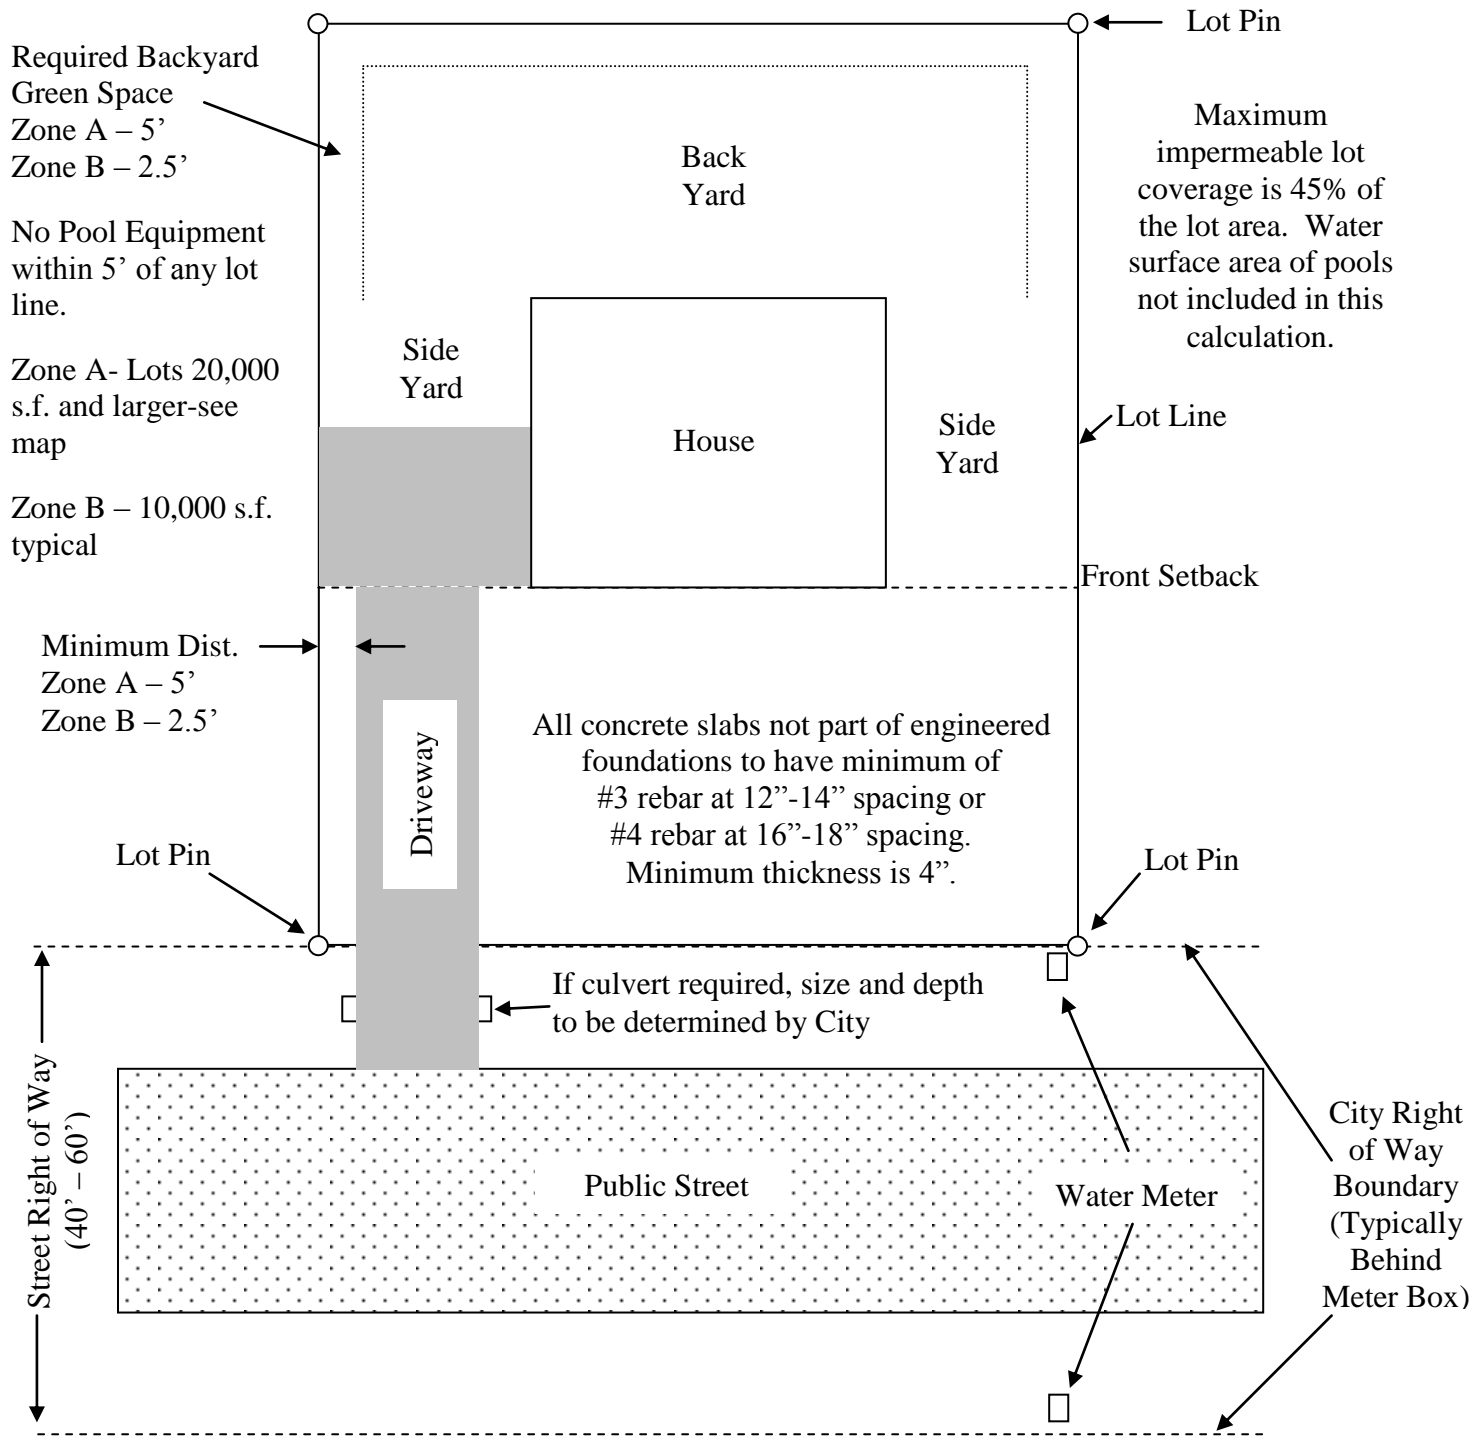 Lot Pin
Required Backyard
Green Space
Zone A – 5’
Zone B – 2.5’
No Pool Equipment
within 5’ of any lot
line.
Zone A- Lots 20,000
s.f. and larger-see
map
Zone B – 10,000 s.f.
typical
Back
Yard
Maximum
impermeable lot
coverage is 45% of
the lot area.  Water
surface area of pools
not included in this
calculation.
Side
Yard
House
Side
Yard
Lot Line
Front Setback
Minimum Dist.
Zone A – 5’
Zone B – 2.5’
Driveway
All concrete slabs not part of engineered
foundations to have minimum of
#3 rebar at 12”-14” spacing or
#4 rebar at 16”-18” spacing.
Minimum thickness is 4”.
Lot Pin
Lot Pin
If culvert required, size and depth
to be determined by City
Street Right of Way
(40’ – 60’)
Public Street
Water Meter
City Right
of Way
Boundary
(Typically
Behind
Meter Box)